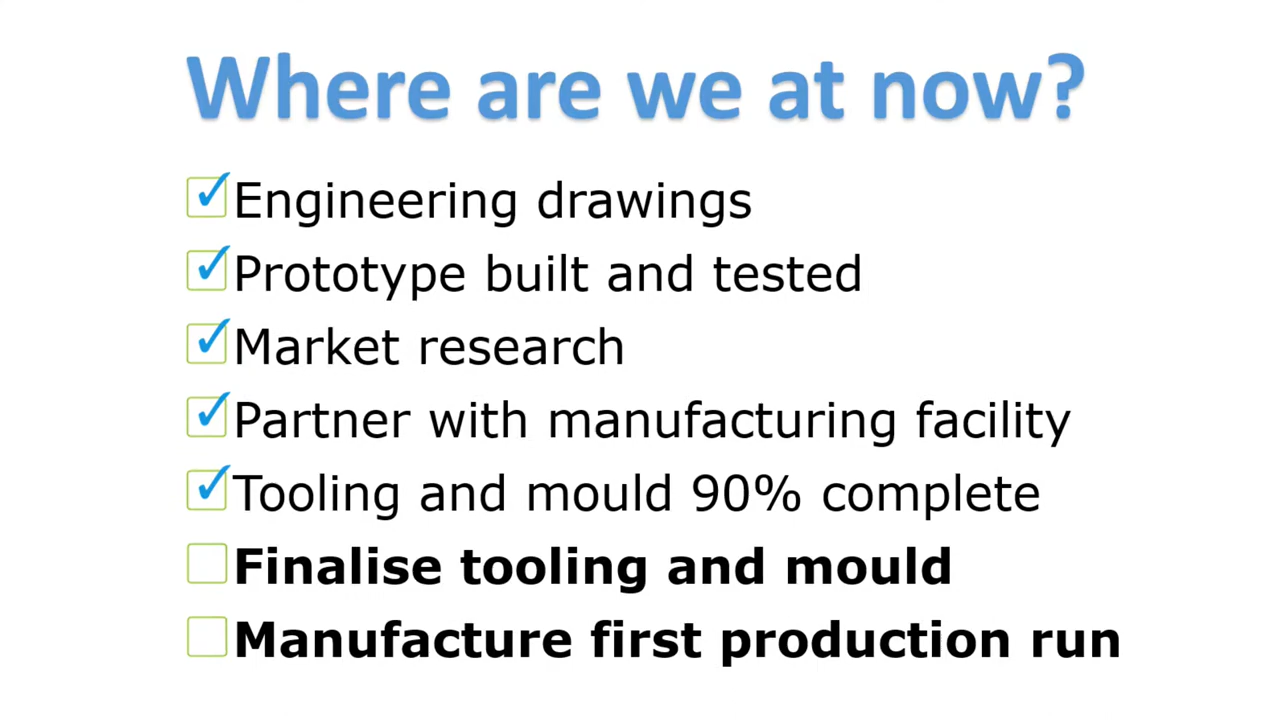 Where are we at now?
Engineering drawings
Prototype built and tested
Market research
Partner with manufacturing facility
Tooling and mould 90% complete
Finalise tooling and mould
Manufacture first production run